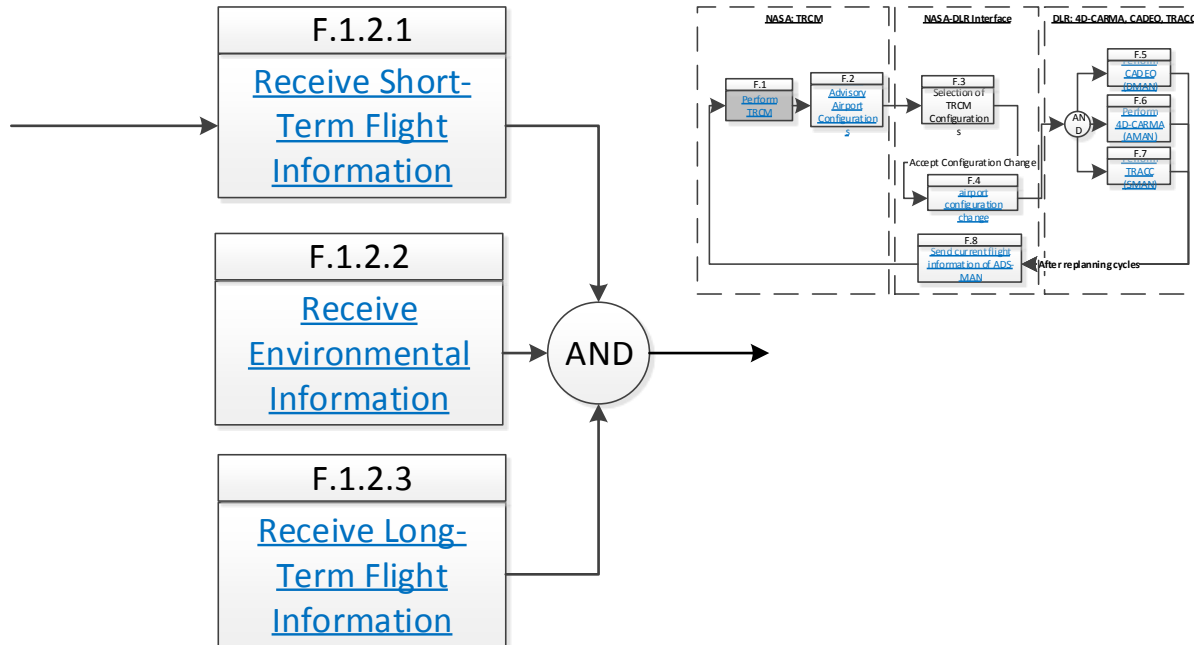 F.1.2.1
Receive Short-
Term Flight
Information
F.1.2.2
Receive
Environmental
Information
F.1.2.3
Receive Long-
Term Flight
Information
AND
NASA: TRCM
NASA-DLR Interface
DLR: 4D-CARMA, CADEO, TRACC
F.1
Perform
TRCM
F.2
Advisory
Airport
Configuration
s
F.3
Selection of
TRCM
Configuration
s
Accept Configuration Change
F.4
airport
configuration
change
F.8
Send current flight
information of ADS-
MAN
After replanning cycles
AN
D
F.5
CADEO
(DMAN)
F.6
Perform
4D-CARMA
(AMAN)
F.7
TRACC
(SMAN)